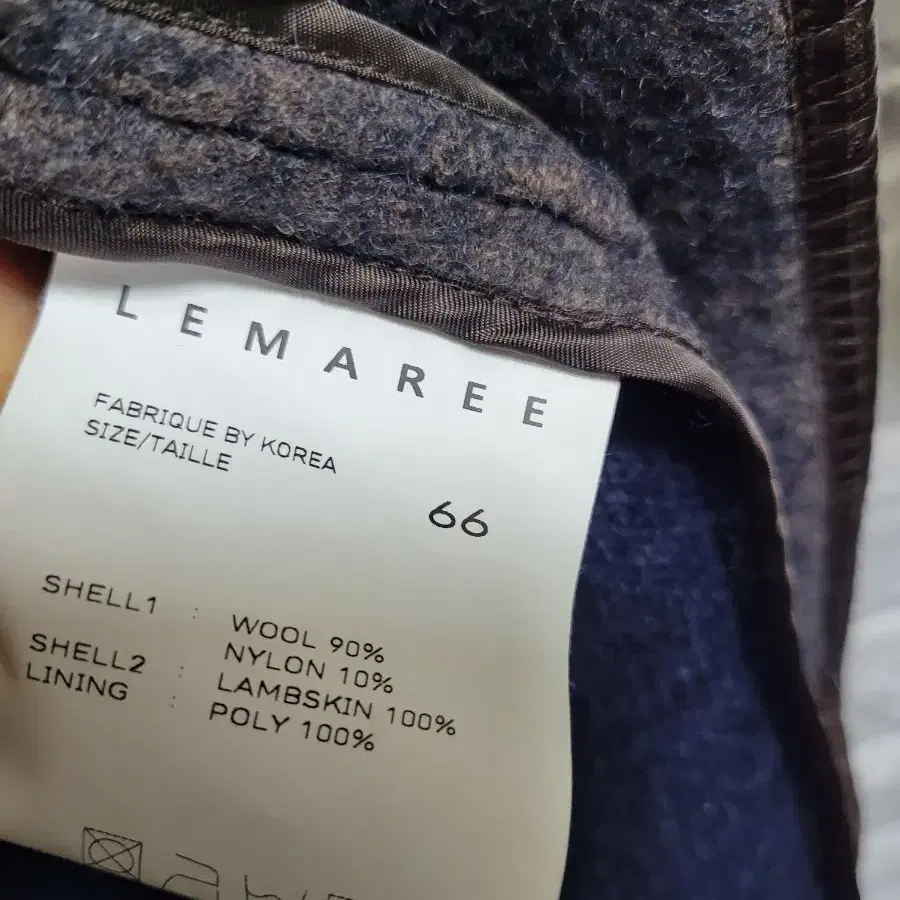 LEMAREE
FABRIQUE BY KOREA
SIZE/TAILLE
66
SHELL1 : WOOL 90%
NYLON 10%
SHELL2 : LAMBSKIN 100%
LINING : POLY 100%